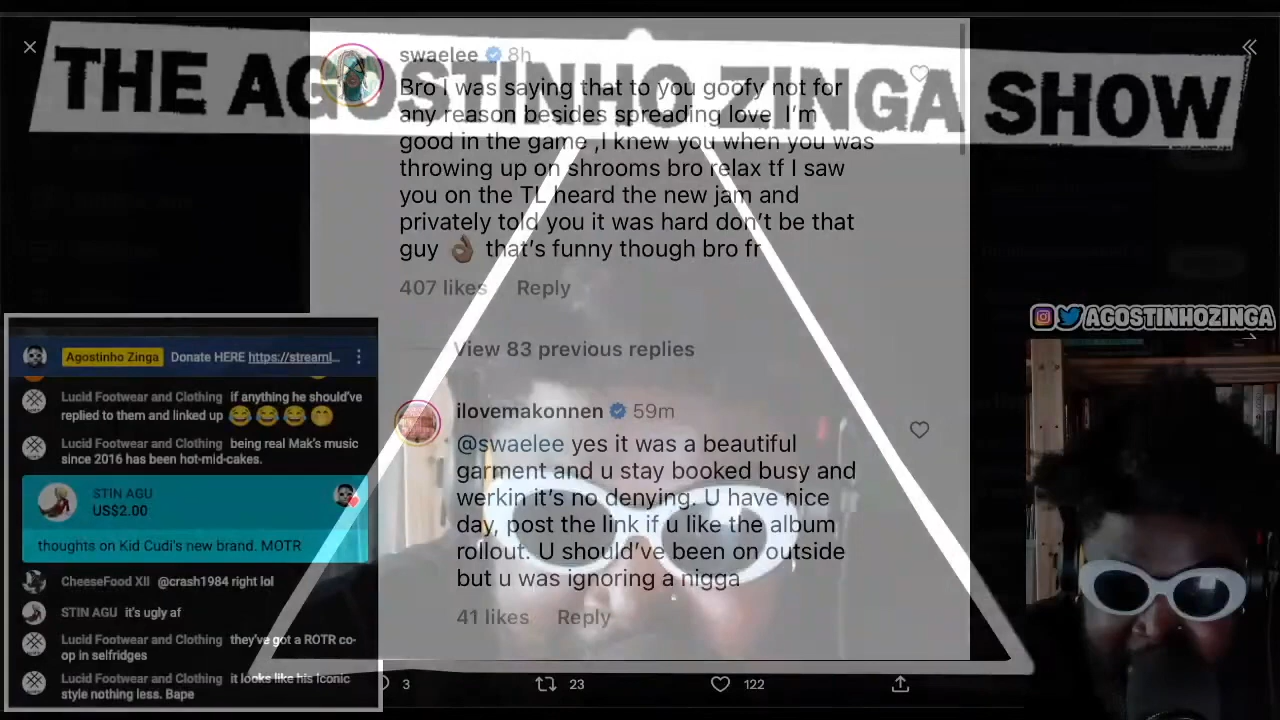 THE AGOSTINHO ZINGA SHOW
swaelee 8h
Bro I was saying that to you goofy not for
any reason besides spreading love I'm
good in the game ,I knew you when you was
throwing up on shrooms bro relax tf I saw
you on the TL heard the new jam and
privately told you it was hard don't be that
guy 👌🏾 that's funny though bro fr
407 likes Reply
View 83 previous replies
ilovemakonnen 59m
@swaelee yes it was a beautiful
garment and u stay booked busy and
werkin it's no denying. U have nice
day, post the link if u like the album
rollout. U should've been on outside
but u was ignoring a nigga
41 likes Reply
3 23 122
Agostinho Zinga Donate HERE https://streaml...
Lucid Footwear and Clothing if anything he should've
replied to them and linked up 😂😂😂🤭
Lucid Footwear and Clothing being real Mak's music
since 2016 has been hot-mid-cakes.
STIN AGU
US$2.00
thoughts on Kid Cudi's new brand. MOTR
CheeseFood XII @crash1984 right lol
STIN AGU it's ugly af
Lucid Footwear and Clothing they've got a ROTR co-
op in selfridges
Lucid Footwear and Clothing it looks like his Iconic
style nothing less. Bape
AGOSTINHOZINGA